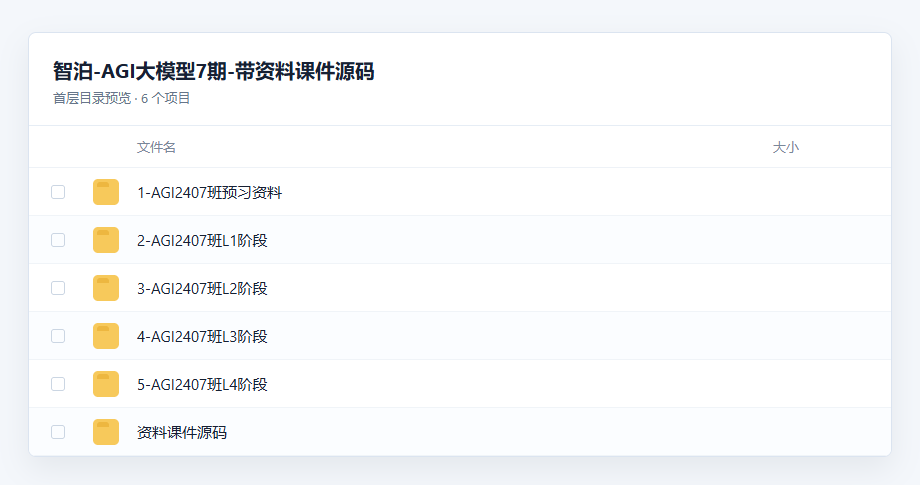 智泊-AGI大模型7期-带资料课件源码
首层目录预览 · 6 个项目
文件名 大小
1-AGI2407班预习资料
2-AGI2407班L1阶段
3-AGI2407班L2阶段
4-AGI2407班L3阶段
5-AGI2407班L4阶段
资料课件源码